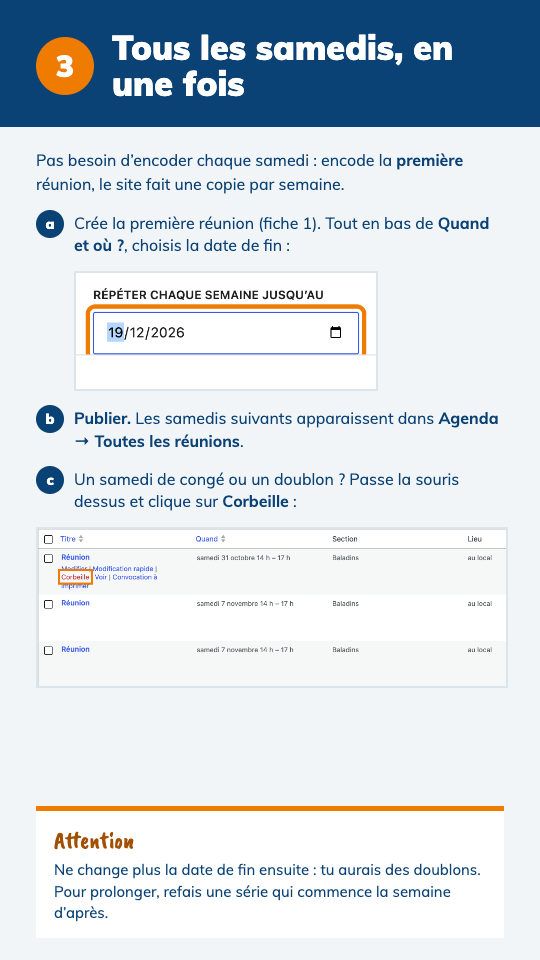 3
Tous les samedis, en
une fois
Pas besoin d’encoder chaque samedi : encode la première
réunion, le site fait une copie par semaine.
a
Crée la première réunion (fiche 1). Tout en bas de Quand
et où ?, choisis la date de fin :
RÉPÉTER CHAQUE SEMAINE JUSQU’AU
19/12/2026
b
Publier. Les samedis suivants apparaissent dans Agenda
→ Toutes les réunions.
c
Un samedi de congé ou un doublon ? Passe la souris
dessus et clique sur Corbeille :
Titre Quand Section Lieu
Réunion samedi 31 octobre 14 h – 17 h Baladins au local
Modifier | Modification rapide |
Corbeille | Voir | Convocation à
imprimer
Réunion samedi 7 novembre 14 h – 17 h Baladins au local
Réunion samedi 7 novembre 14 h – 17 h Baladins au local
Attention
Ne change plus la date de fin ensuite : tu aurais des doublons.
Pour prolonger, refais une série qui commence la semaine
d’après.